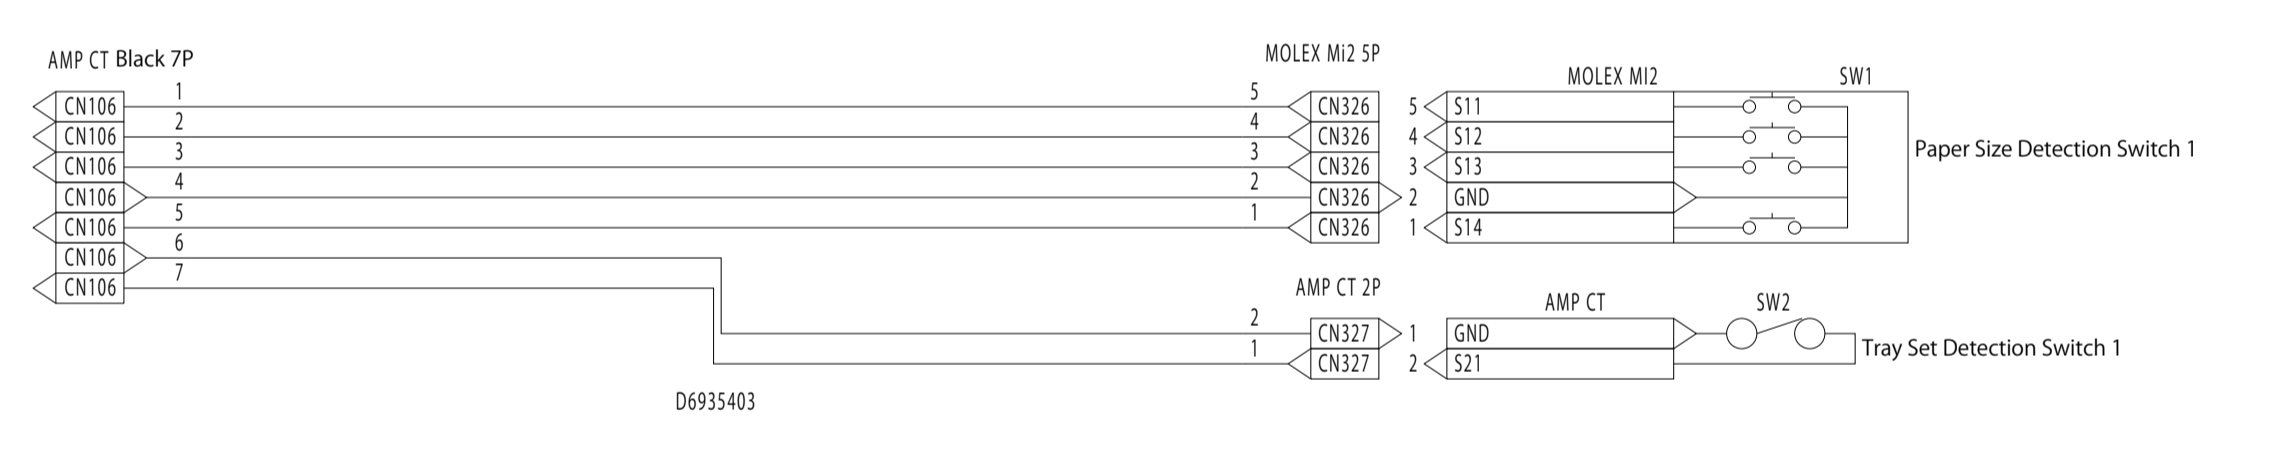 MOLEX Mi2 5P
AMP CT Black 7P
MOLEX MI2 SW1
CN106 1 5 CN326 5 S11
CN106 2 4 CN326 4 S12
CN106 3 3 CN326 3 S13
Paper Size Detection Switch 1
CN106 4 2 CN326 2 GND
CN106 5 1 CN326 1 S14
CN106 6
CN106 7
AMP CT 2P
AMP CT SW2
2 CN327 1 GND
1 CN327 2 S21
Tray Set Detection Switch 1
D6935403